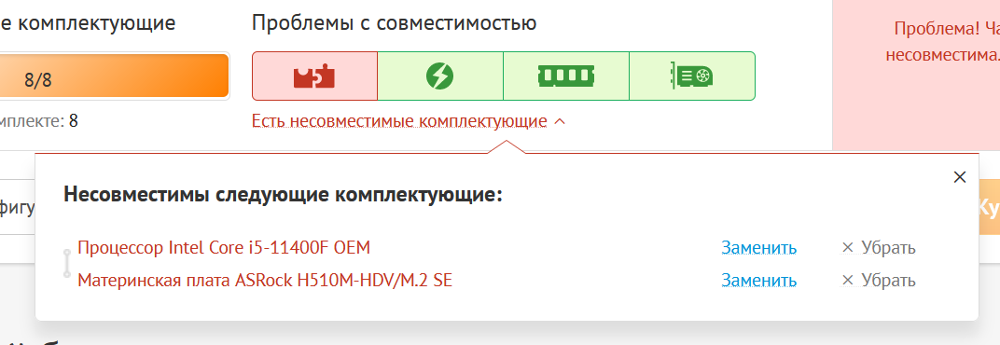 е комплектующие
Проблемы с совместимостью
Проблема! Ча
несовместима.
8/8
мплекте: 8
Есть несовместимые комплектующие
фигу
Ку
Несовместимы следующие комплектующие:
Процессор Intel Core i5-11400F OEM
Заменить
Убрать
Материнская плата ASRock H510M-HDV/M.2 SE
Заменить
Убрать